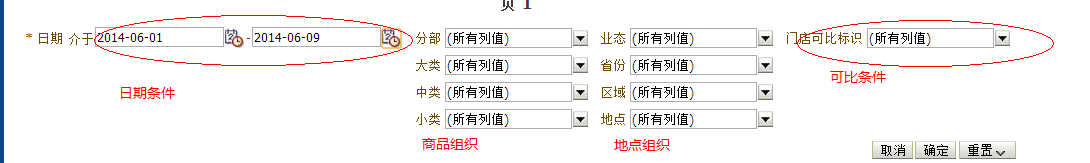 页 1
* 日期 介于 2014-06-01 - 2014-06-09 分部 (所有列值) 业态 (所有列值) 门店可比标识 (所有列值)
大类 (所有列值) 省份 (所有列值)
日期条件 可比条件
中类 (所有列值) 区域 (所有列值)
小类 (所有列值) 地点 (所有列值)
商品组织 地点组织
取消 确定 重置